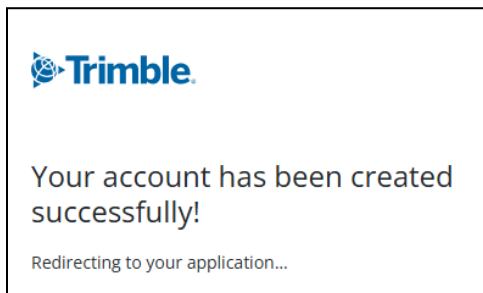 Trimble.
Your account has been created
successfully!
Redirecting to your application...